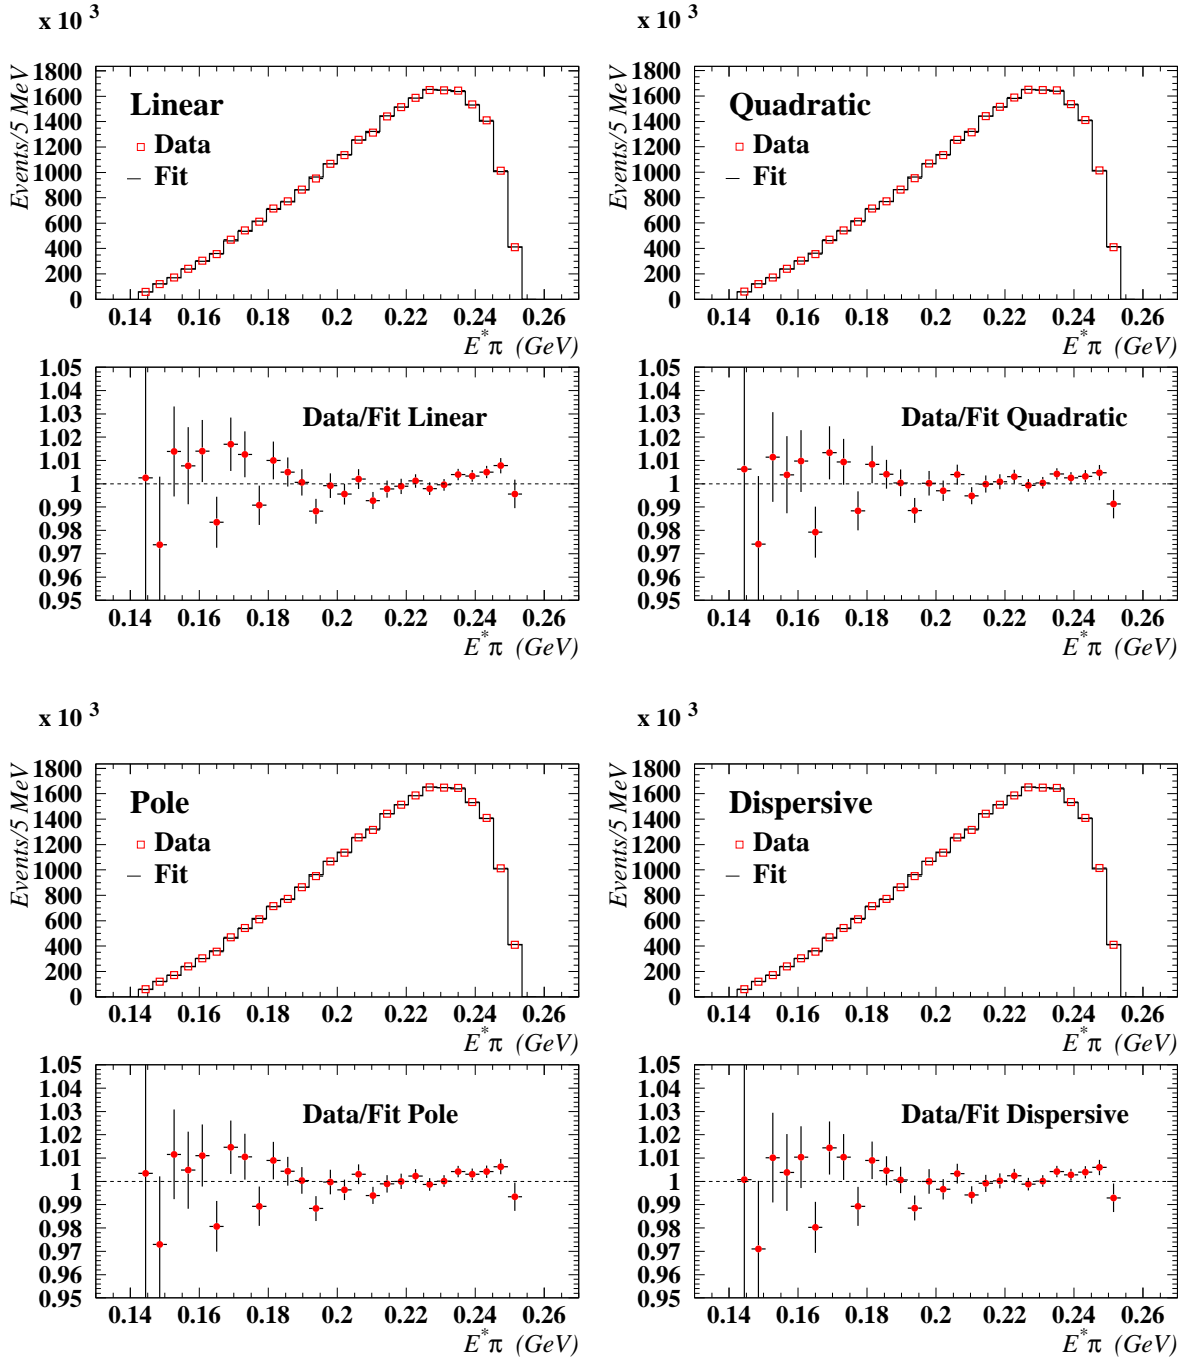 x 10 3
Events/5 MeV
1800
1600
1400
1200
1000
800
600
400
200
0
Linear
Data
Fit
0.14 0.16 0.18 0.2 0.22 0.24 0.26
E*π (GeV)
1.05
1.04
1.03
1.02
1.01
1
0.99
0.98
0.97
0.96
0.95
Data/Fit Linear
0.14 0.16 0.18 0.2 0.22 0.24 0.26
E*π (GeV)
x 10 3
Events/5 MeV
1800
1600
1400
1200
1000
800
600
400
200
0
Quadratic
Data
Fit
0.14 0.16 0.18 0.2 0.22 0.24 0.26
E*π (GeV)
1.05
1.04
1.03
1.02
1.01
1
0.99
0.98
0.97
0.96
0.95
Data/Fit Quadratic
0.14 0.16 0.18 0.2 0.22 0.24 0.26
E*π (GeV)
x 10 3
Events/5 MeV
1800
1600
1400
1200
1000
800
600
400
200
0
Pole
Data
Fit
0.14 0.16 0.18 0.2 0.22 0.24 0.26
E*π (GeV)
1.05
1.04
1.03
1.02
1.01
1
0.99
0.98
0.97
0.96
0.95
Data/Fit Pole
0.14 0.16 0.18 0.2 0.22 0.24 0.26
E*π (GeV)
x 10 3
Events/5 MeV
1800
1600
1400
1200
1000
800
600
400
200
0
Dispersive
Data
Fit
0.14 0.16 0.18 0.2 0.22 0.24 0.26
E*π (GeV)
1.05
1.04
1.03
1.02
1.01
1
0.99
0.98
0.97
0.96
0.95
Data/Fit Dispersive
0.14 0.16 0.18 0.2 0.22 0.24 0.26
E*π (GeV)